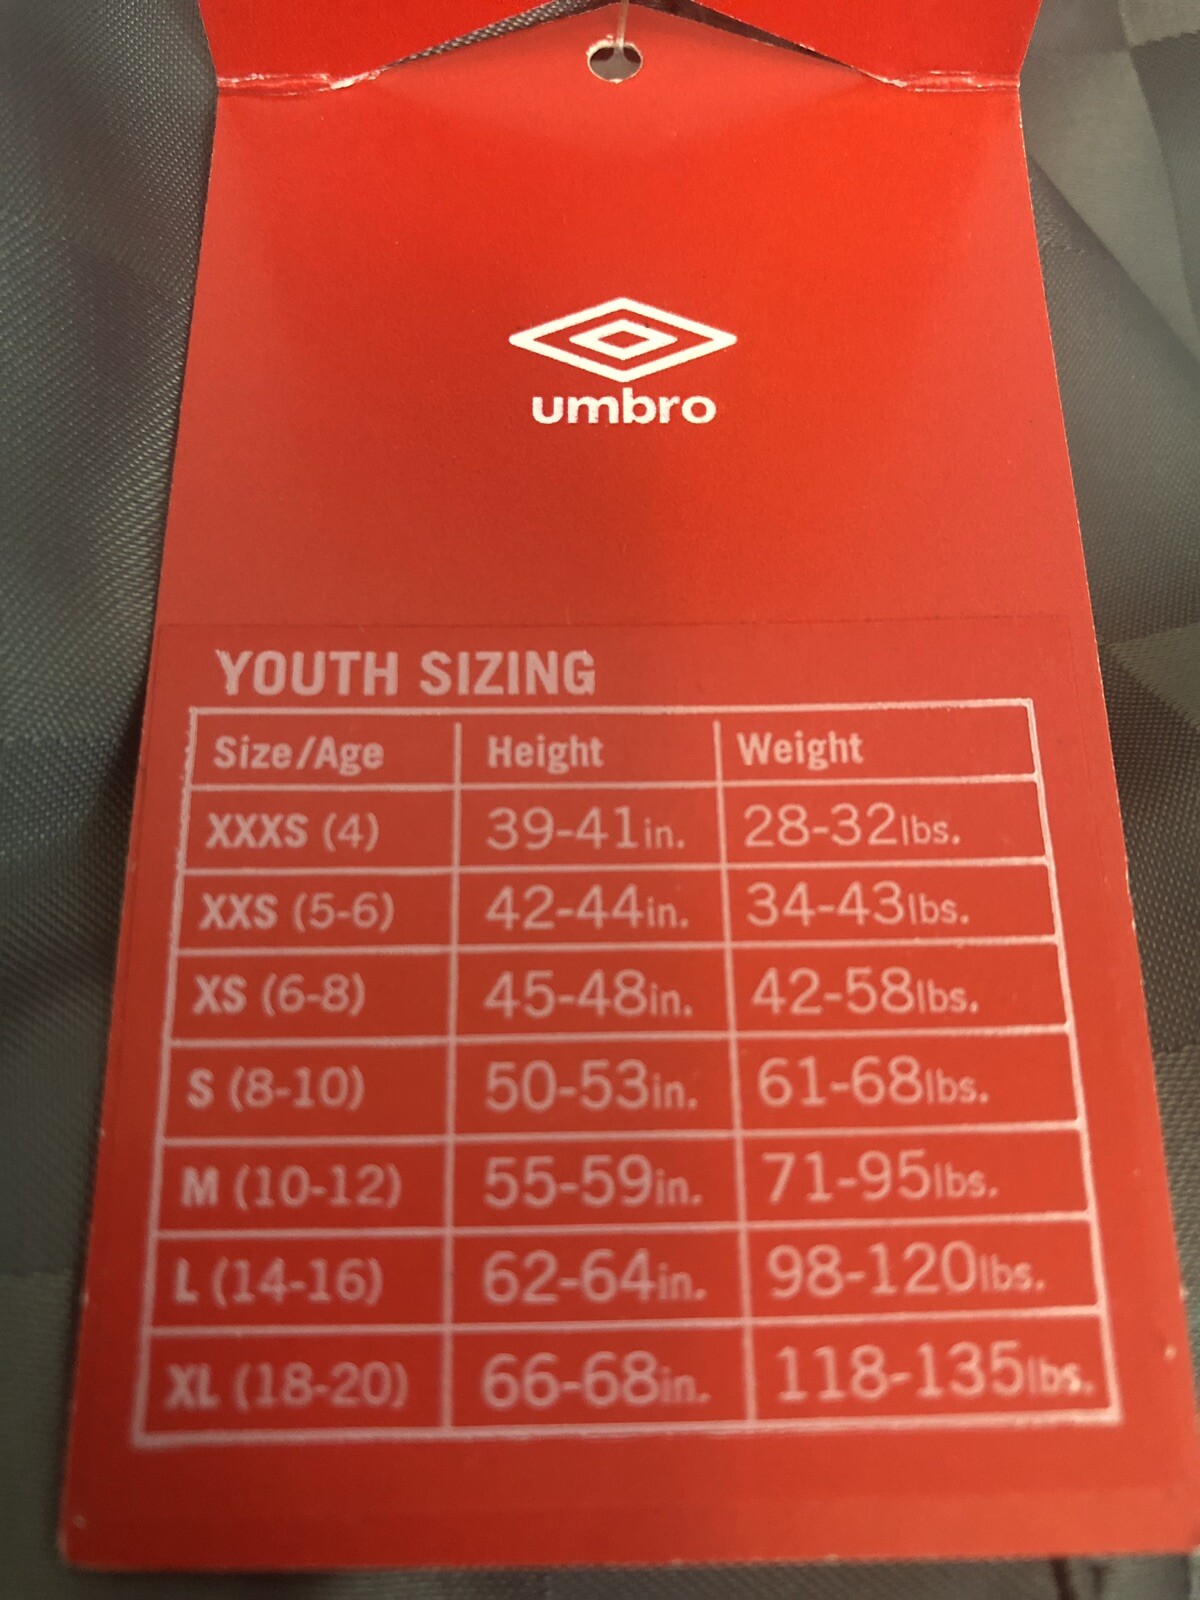 umbro
YOUTH SIZING
Size/Age Height Weight
XXXS (4) 39-41in. 28-32lbs.
XXS (5-6) 42-44in. 34-43lbs.
XS (6-8) 45-48in. 42-58lbs.
S (8-10) 50-53in. 61-68lbs.
M (10-12) 55-59in. 71-95lbs.
L (14-16) 62-64in. 98-120lbs.
XL (18-20) 66-68in. 118-135lbs.